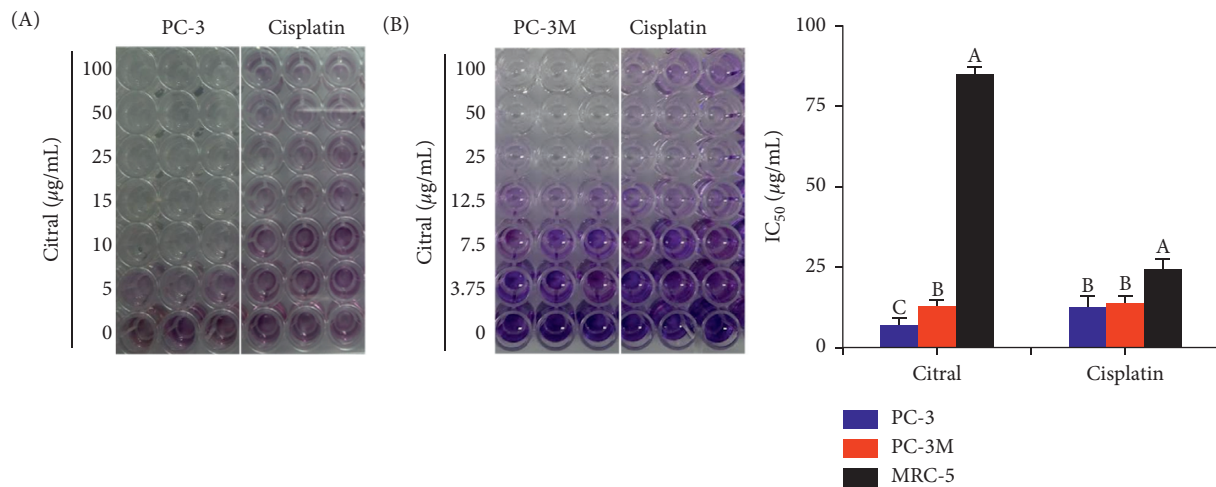 (A)
PC-3 Cisplatin
Citral (µg/mL)
100
50
25
15
10
5
0
(B)
PC-3M Cisplatin
Citral (µg/mL)
100
50
25
12.5
7.5
3.75
0
IC50 (µg/mL)
100
75
50
25
0
C B A
B B A
Citral Cisplatin
PC-3
PC-3M
MRC-5